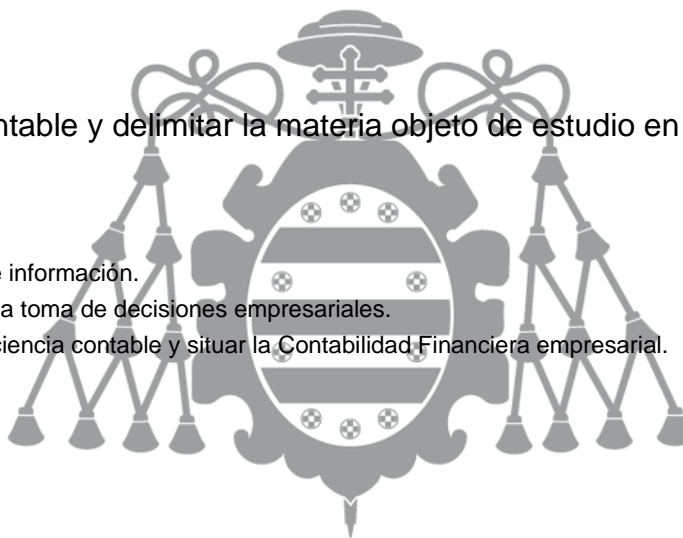 ntable y delimitar la materia objeto de estudio en
e información.
a toma de decisiones empresariales.
ciencia contable y situar la Contabilidad Financiera empresarial.